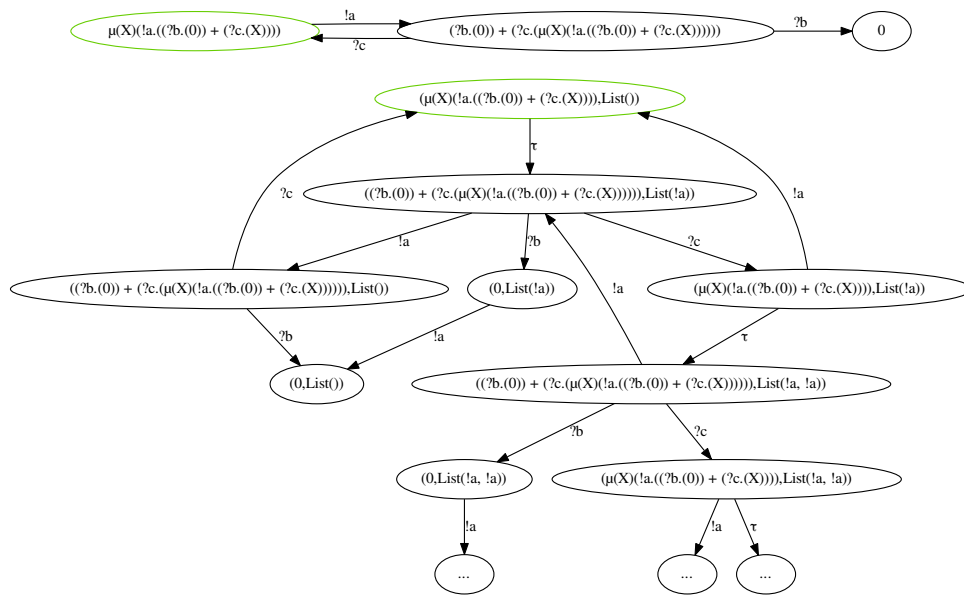 !a
μ(X)(!a.((?b.(0)) + (?c.(X))))
(?b.(0)) + (?c.(μ(X)(!a.((?b.(0)) + (?c.(X))))))
?b
0
?c
(μ(X)(!a.((?b.(0)) + (?c.(X)))),List())
τ
?c
!a
((?b.(0)) + (?c.(μ(X)(!a.((?b.(0)) + (?c.(X)))))),List(!a))
!a
?b
?c
((?b.(0)) + (?c.(μ(X)(!a.((?b.(0)) + (?c.(X)))))),List())
(0,List(!a))
(μ(X)(!a.((?b.(0)) + (?c.(X)))),List(!a))
!a
?b
!a
τ
(0,List())
((?b.(0)) + (?c.(μ(X)(!a.((?b.(0)) + (?c.(X)))))),List(!a, !a))
?b
?c
(0,List(!a, !a))
(μ(X)(!a.((?b.(0)) + (?c.(X)))),List(!a, !a))
!a
!a
τ
...
...
...